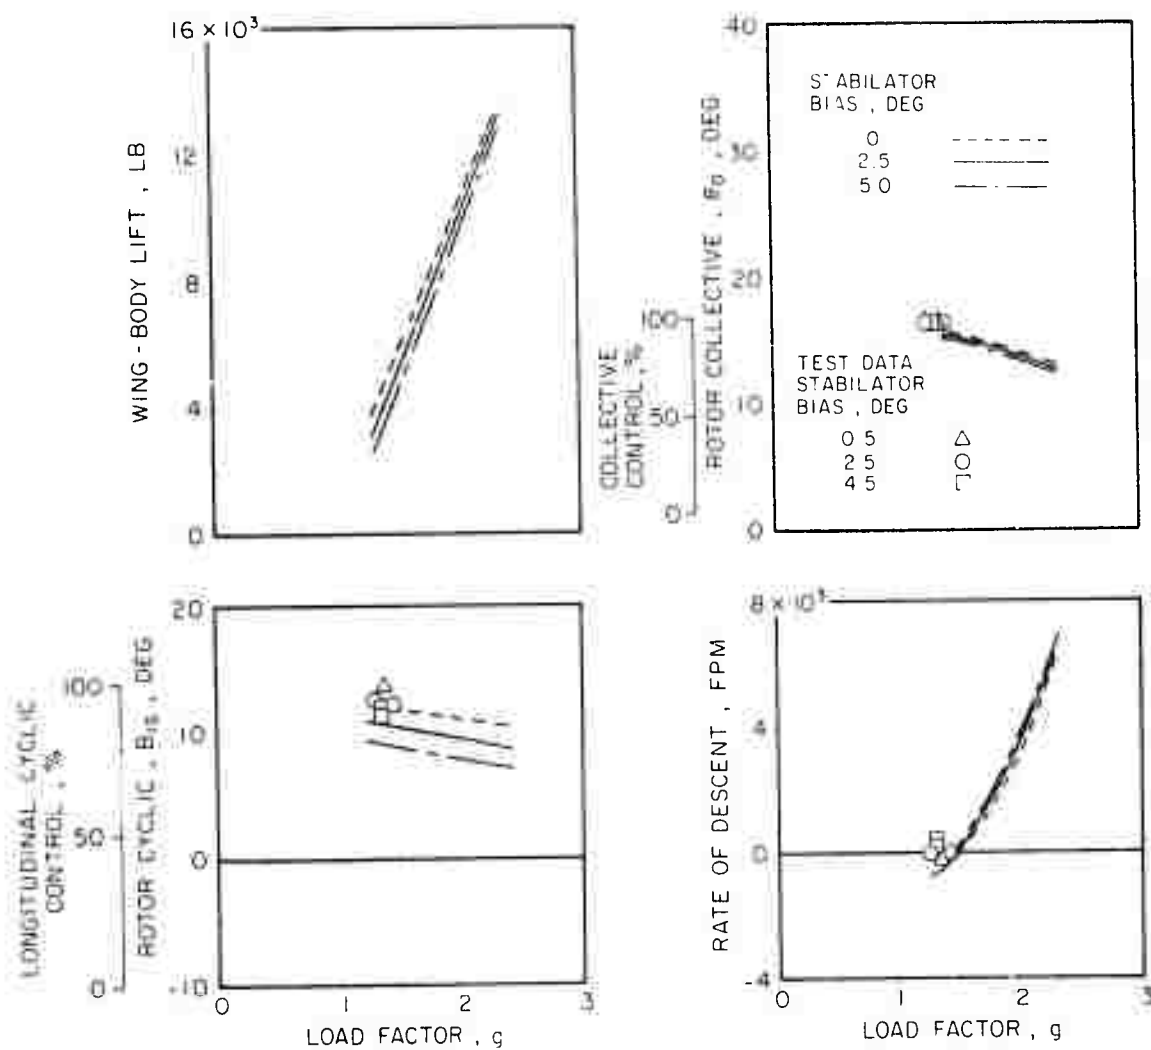 16 × 10³
12
8
4
0
WING-BODY LIFT , LB
40
30
20
10
0
ROTOR COLLECTIVE , θ₀ , DEG
100
50
0
COLLECTIVE
CONTROL , %
STABILATOR
BIAS , DEG
0
2.5
5.0
TEST DATA
STABILATOR
BIAS , DEG
0.5
2.5
4.5
20
10
0
-10
ROTOR CYCLIC , B₁s , DEG
100
50
0
LONGITUDINAL CYCLIC
CONTROL , %
0 1 2 3
LOAD FACTOR , g
4
0
-4
RATE OF DESCENT , FPM
0 1 2 3
LOAD FACTOR , g